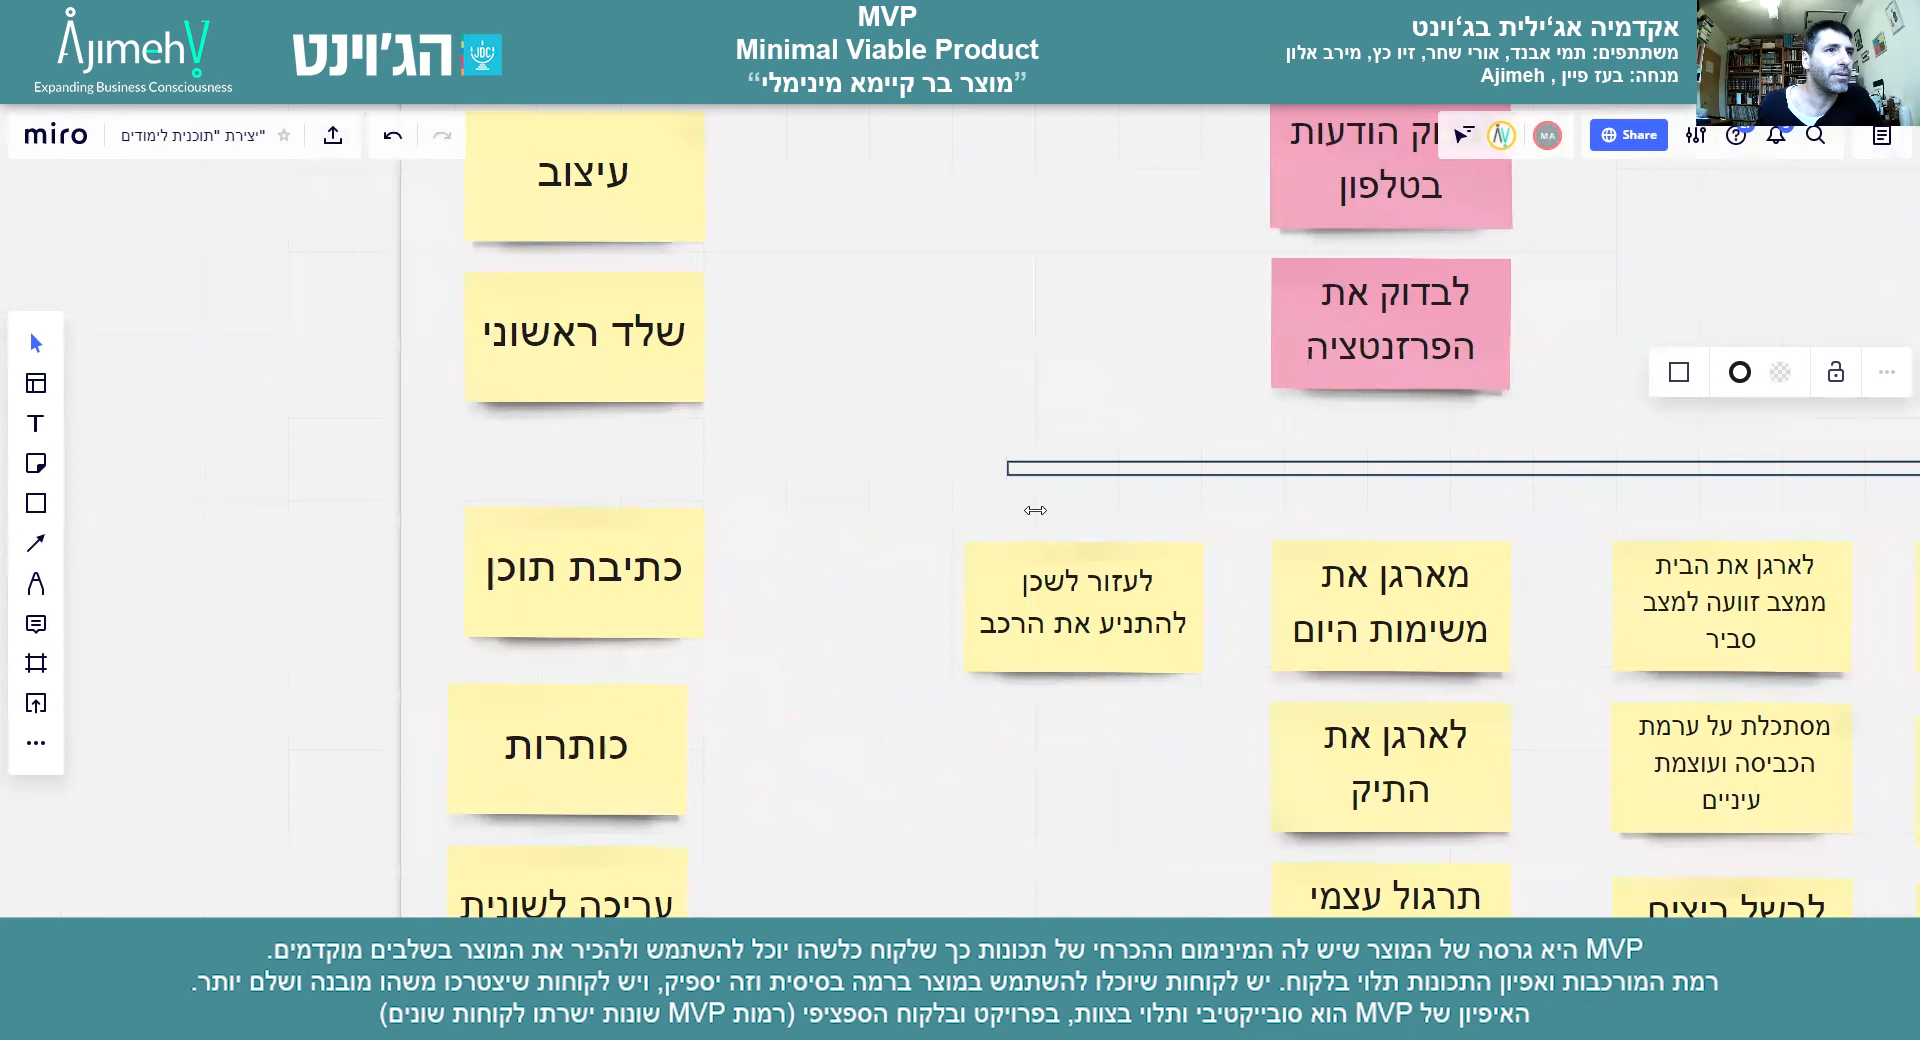 Ajimeh
Expanding Business Consciousness
הג'וינט
JDC
MVP
Minimal Viable Product
“מוצר בר קיימא מינימלי”
אקדמיה אג‘ילית בג‘וינט
משתתפים: תמי אבנד, אורי שחר, זיו כץ, מירב אלון
מנחה: בעז פיין , Ajimeh
miro
יצירת "תוכנית לימודים"
MA
Share
עיצוב
שלד ראשוני
כתיבת תוכן
כותרות
עריכה לשונית
הודעות
בטלפון
לבדוק את
הפרזנטציה
לעזור לשכן
להתניע את הרכב
מארגן את
משימות היום
לארגן את
התיק
תרגול עצמי
לארגן את הבית
ממצב זוועה למצב
סביר
מסתכלת על ערמת
הכביסה ועוצמת
עיניים
לבשל ביצים
MVP היא גרסה של המוצר שיש לה המינימום ההכרחי של תכונות כך שלקוח כלשהו יוכל להשתמש ולהכיר את המוצר בשלבים מוקדמים.
רמת המורכבות ואפיון התכונות תלוי בלקוח. יש לקוחות שיוכלו להשתמש במוצר ברמה בסיסית וזה יספיק, ויש לקוחות שיצטרכו משהו מובנה ושלם יותר.
האיפיון של MVP הוא סובייקטיבי ותלוי בצוות, בפרויקט ובלקוח הספציפי (רמות MVP שונות ישרתו לקוחות שונים)